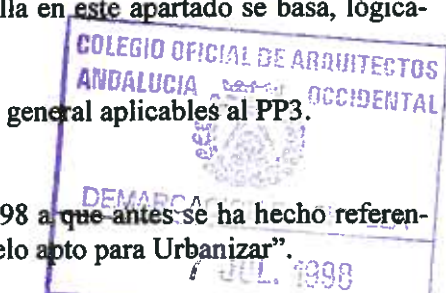 lla en este apartado se basa, lógica-
COLEGIO OFICIAL DE ARQUITECTOS
ANDALUCIA OCCIDENTAL
general aplicables al PP3.
98 a que antes se ha hecho referen-
elo apto para Urbanizar".
7 JUL. 1998